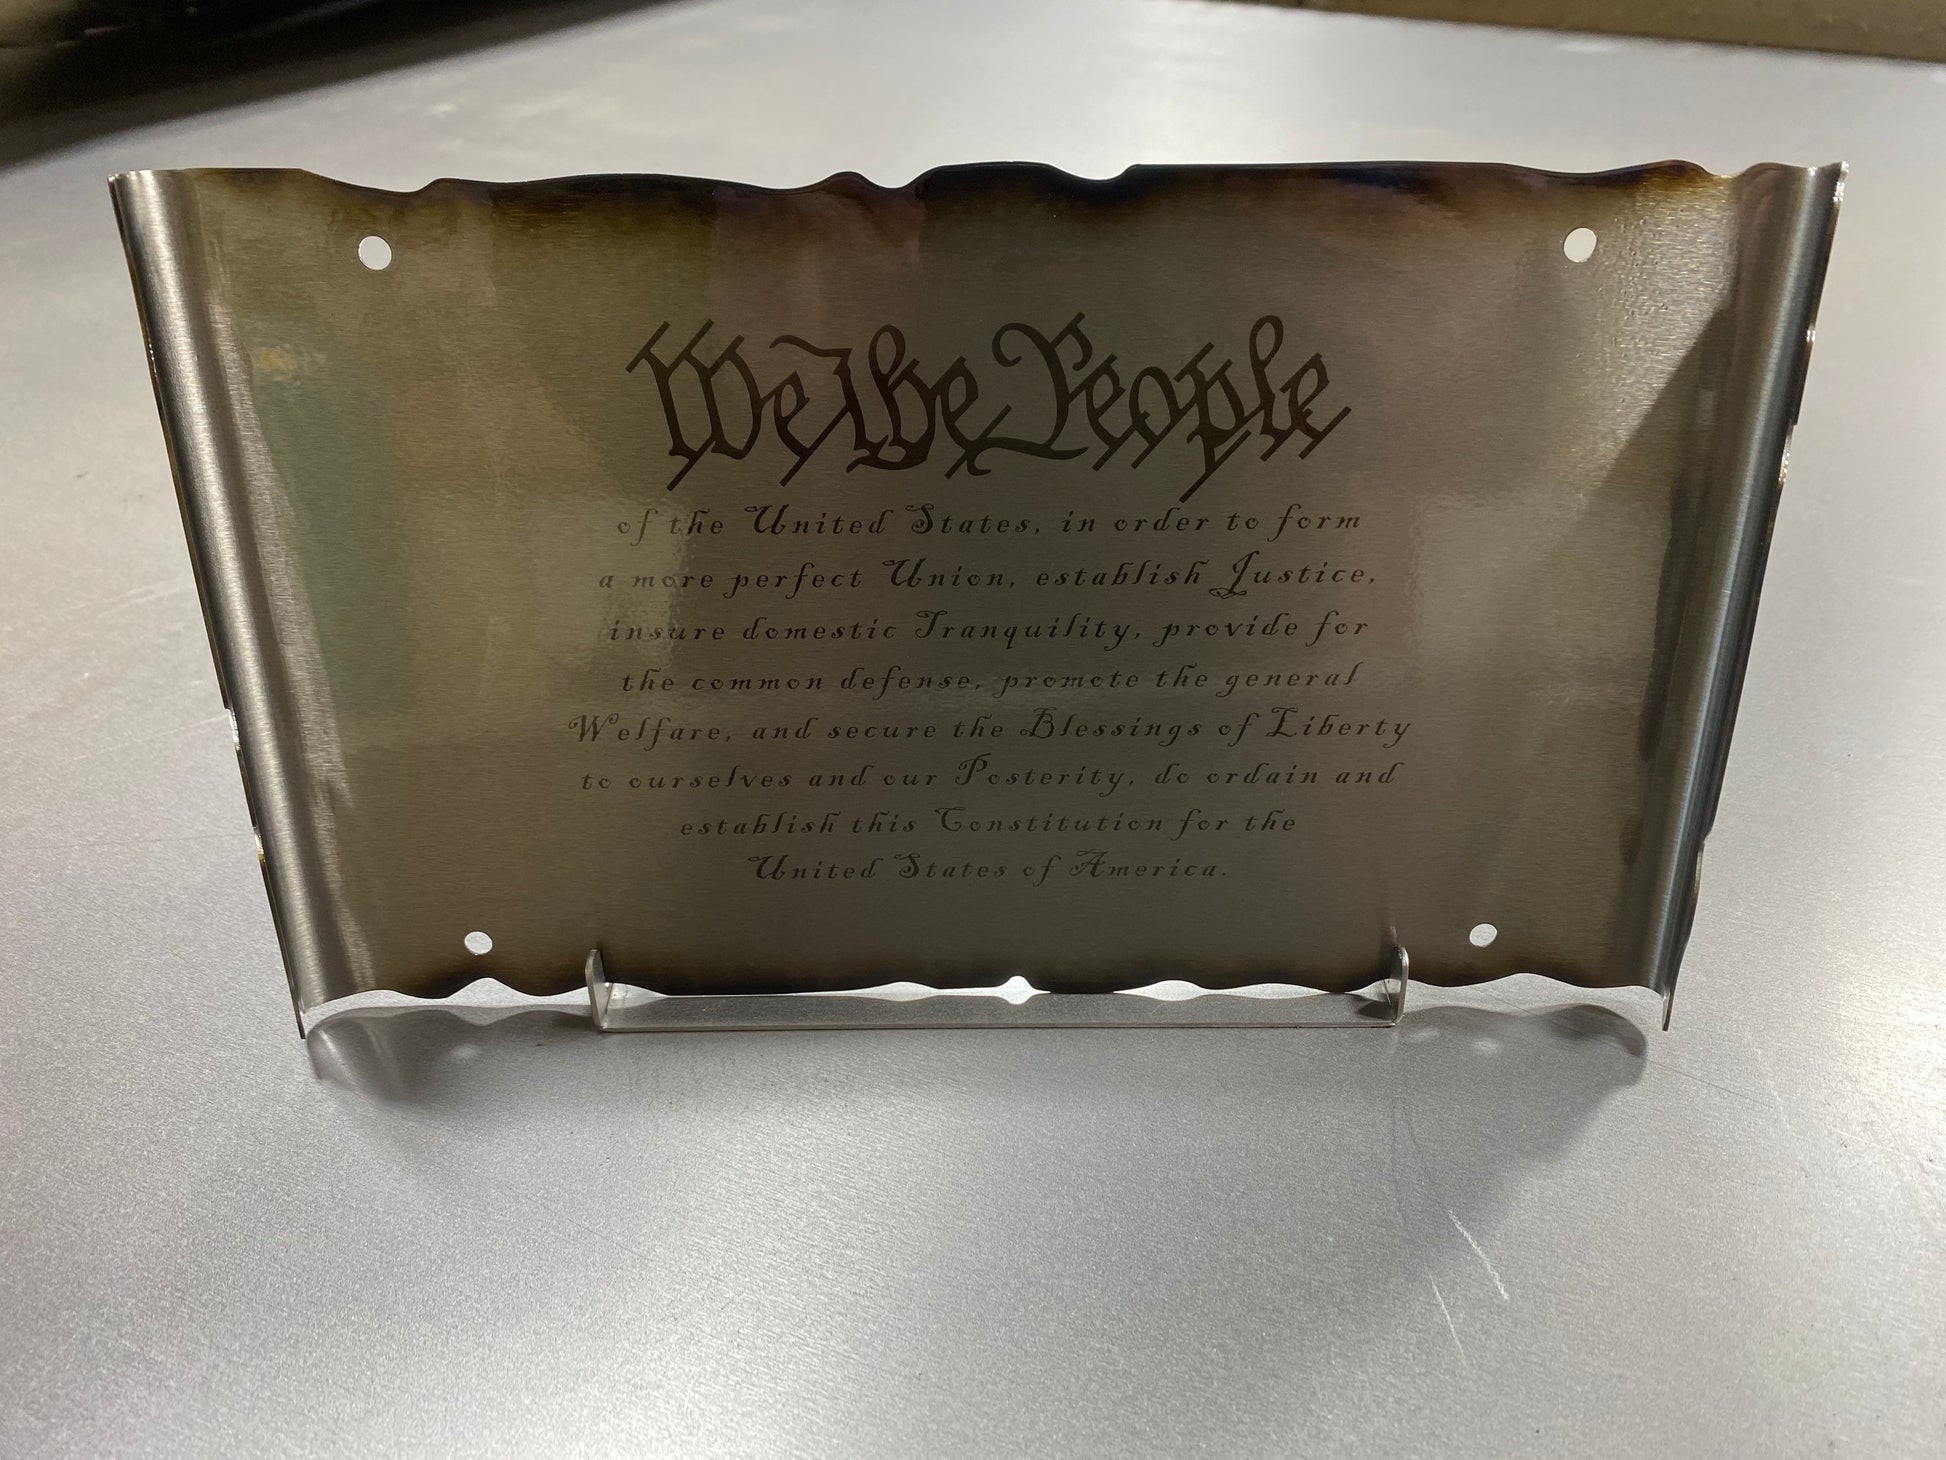 We the People
of the United States, in order to form
a more perfect Union, establish Justice,
insure domestic Tranquility, provide for
the common defense, promote the general
Welfare, and secure the Blessings of Liberty
to ourselves and our Posterity, do ordain and
establish this Constitution for the
United States of America.